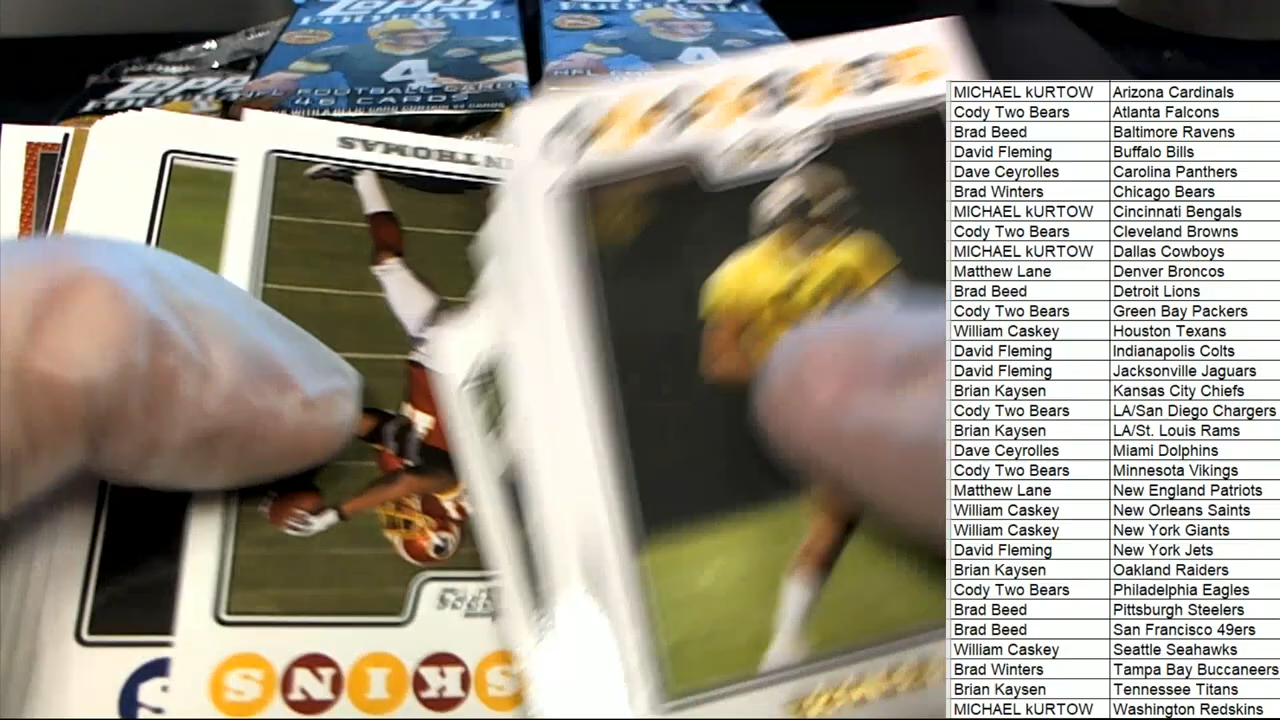 Topps
FOOTBALL
4
NFL FOOTBALL CARDS
Topps
4
NFL
N THOMAS
SKINS
MICHAEL kURTOW Arizona Cardinals
Cody Two Bears Atlanta Falcons
Brad Beed Baltimore Ravens
David Fleming Buffalo Bills
Dave Ceyrolles Carolina Panthers
Brad Winters Chicago Bears
MICHAEL kURTOW Cincinnati Bengals
Cody Two Bears Cleveland Browns
MICHAEL kURTOW Dallas Cowboys
Matthew Lane Denver Broncos
Brad Beed Detroit Lions
Cody Two Bears Green Bay Packers
William Caskey Houston Texans
David Fleming Indianapolis Colts
David Fleming Jacksonville Jaguars
Brian Kaysen Kansas City Chiefs
Cody Two Bears LA/San Diego Chargers
Brian Kaysen LA/St. Louis Rams
Dave Ceyrolles Miami Dolphins
Cody Two Bears Minnesota Vikings
Matthew Lane New England Patriots
William Caskey New Orleans Saints
William Caskey New York Giants
David Fleming New York Jets
Brian Kaysen Oakland Raiders
Cody Two Bears Philadelphia Eagles
Brad Beed Pittsburgh Steelers
Brad Beed San Francisco 49ers
William Caskey Seattle Seahawks
Brad Winters Tampa Bay Buccaneers
Brian Kaysen Tennessee Titans
MICHAEL kURTOW Washington Redskins